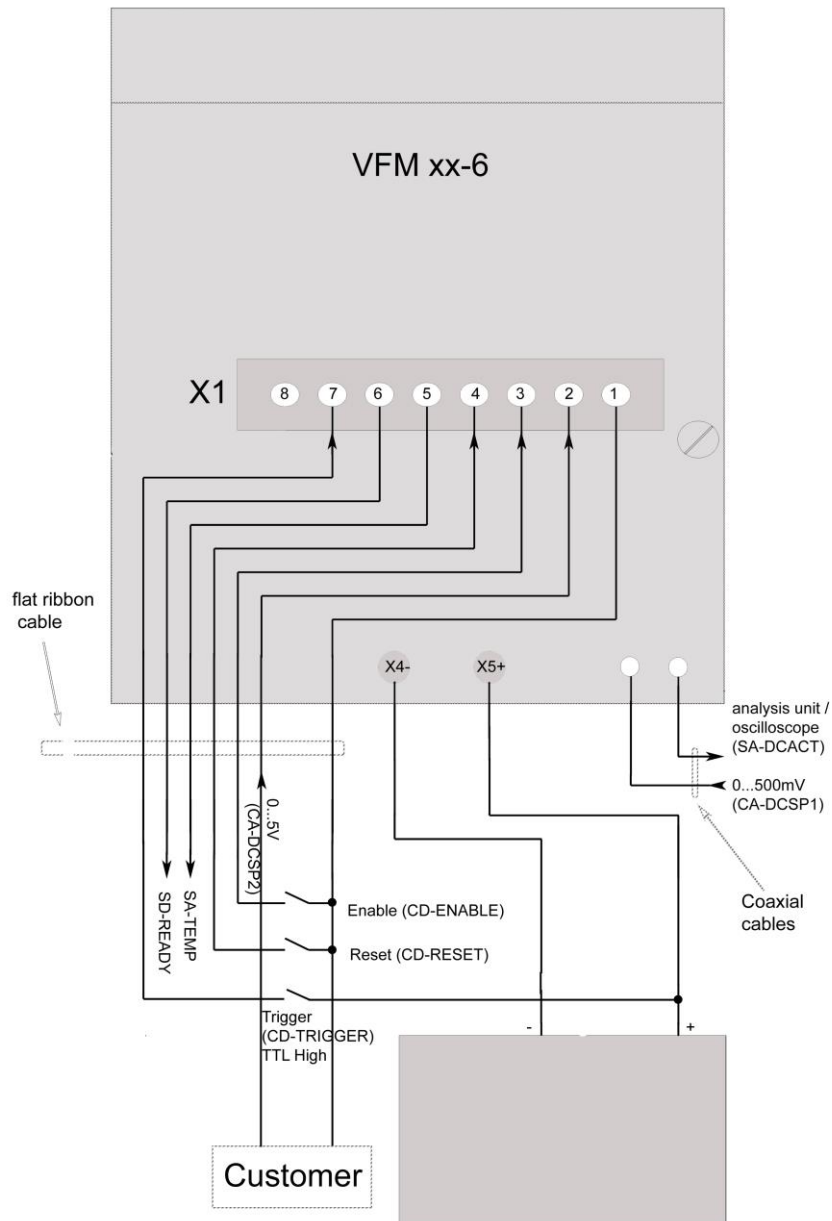 VFM xx-6
X1
8 7 6 5 4 3 2 1
flat ribbon
cable
X4-
X5+
analysis unit /
oscilloscope
(SA-DCACT)
0...500mV
(CA-DCSP1)
Coaxial
cables
0...5V
(CA-DCSP2)
SD-READY
SA-TEMP
Enable (CD-ENABLE)
Reset (CD-RESET)
Trigger
(CD-TRIGGER)
TTL High
- +
Customer